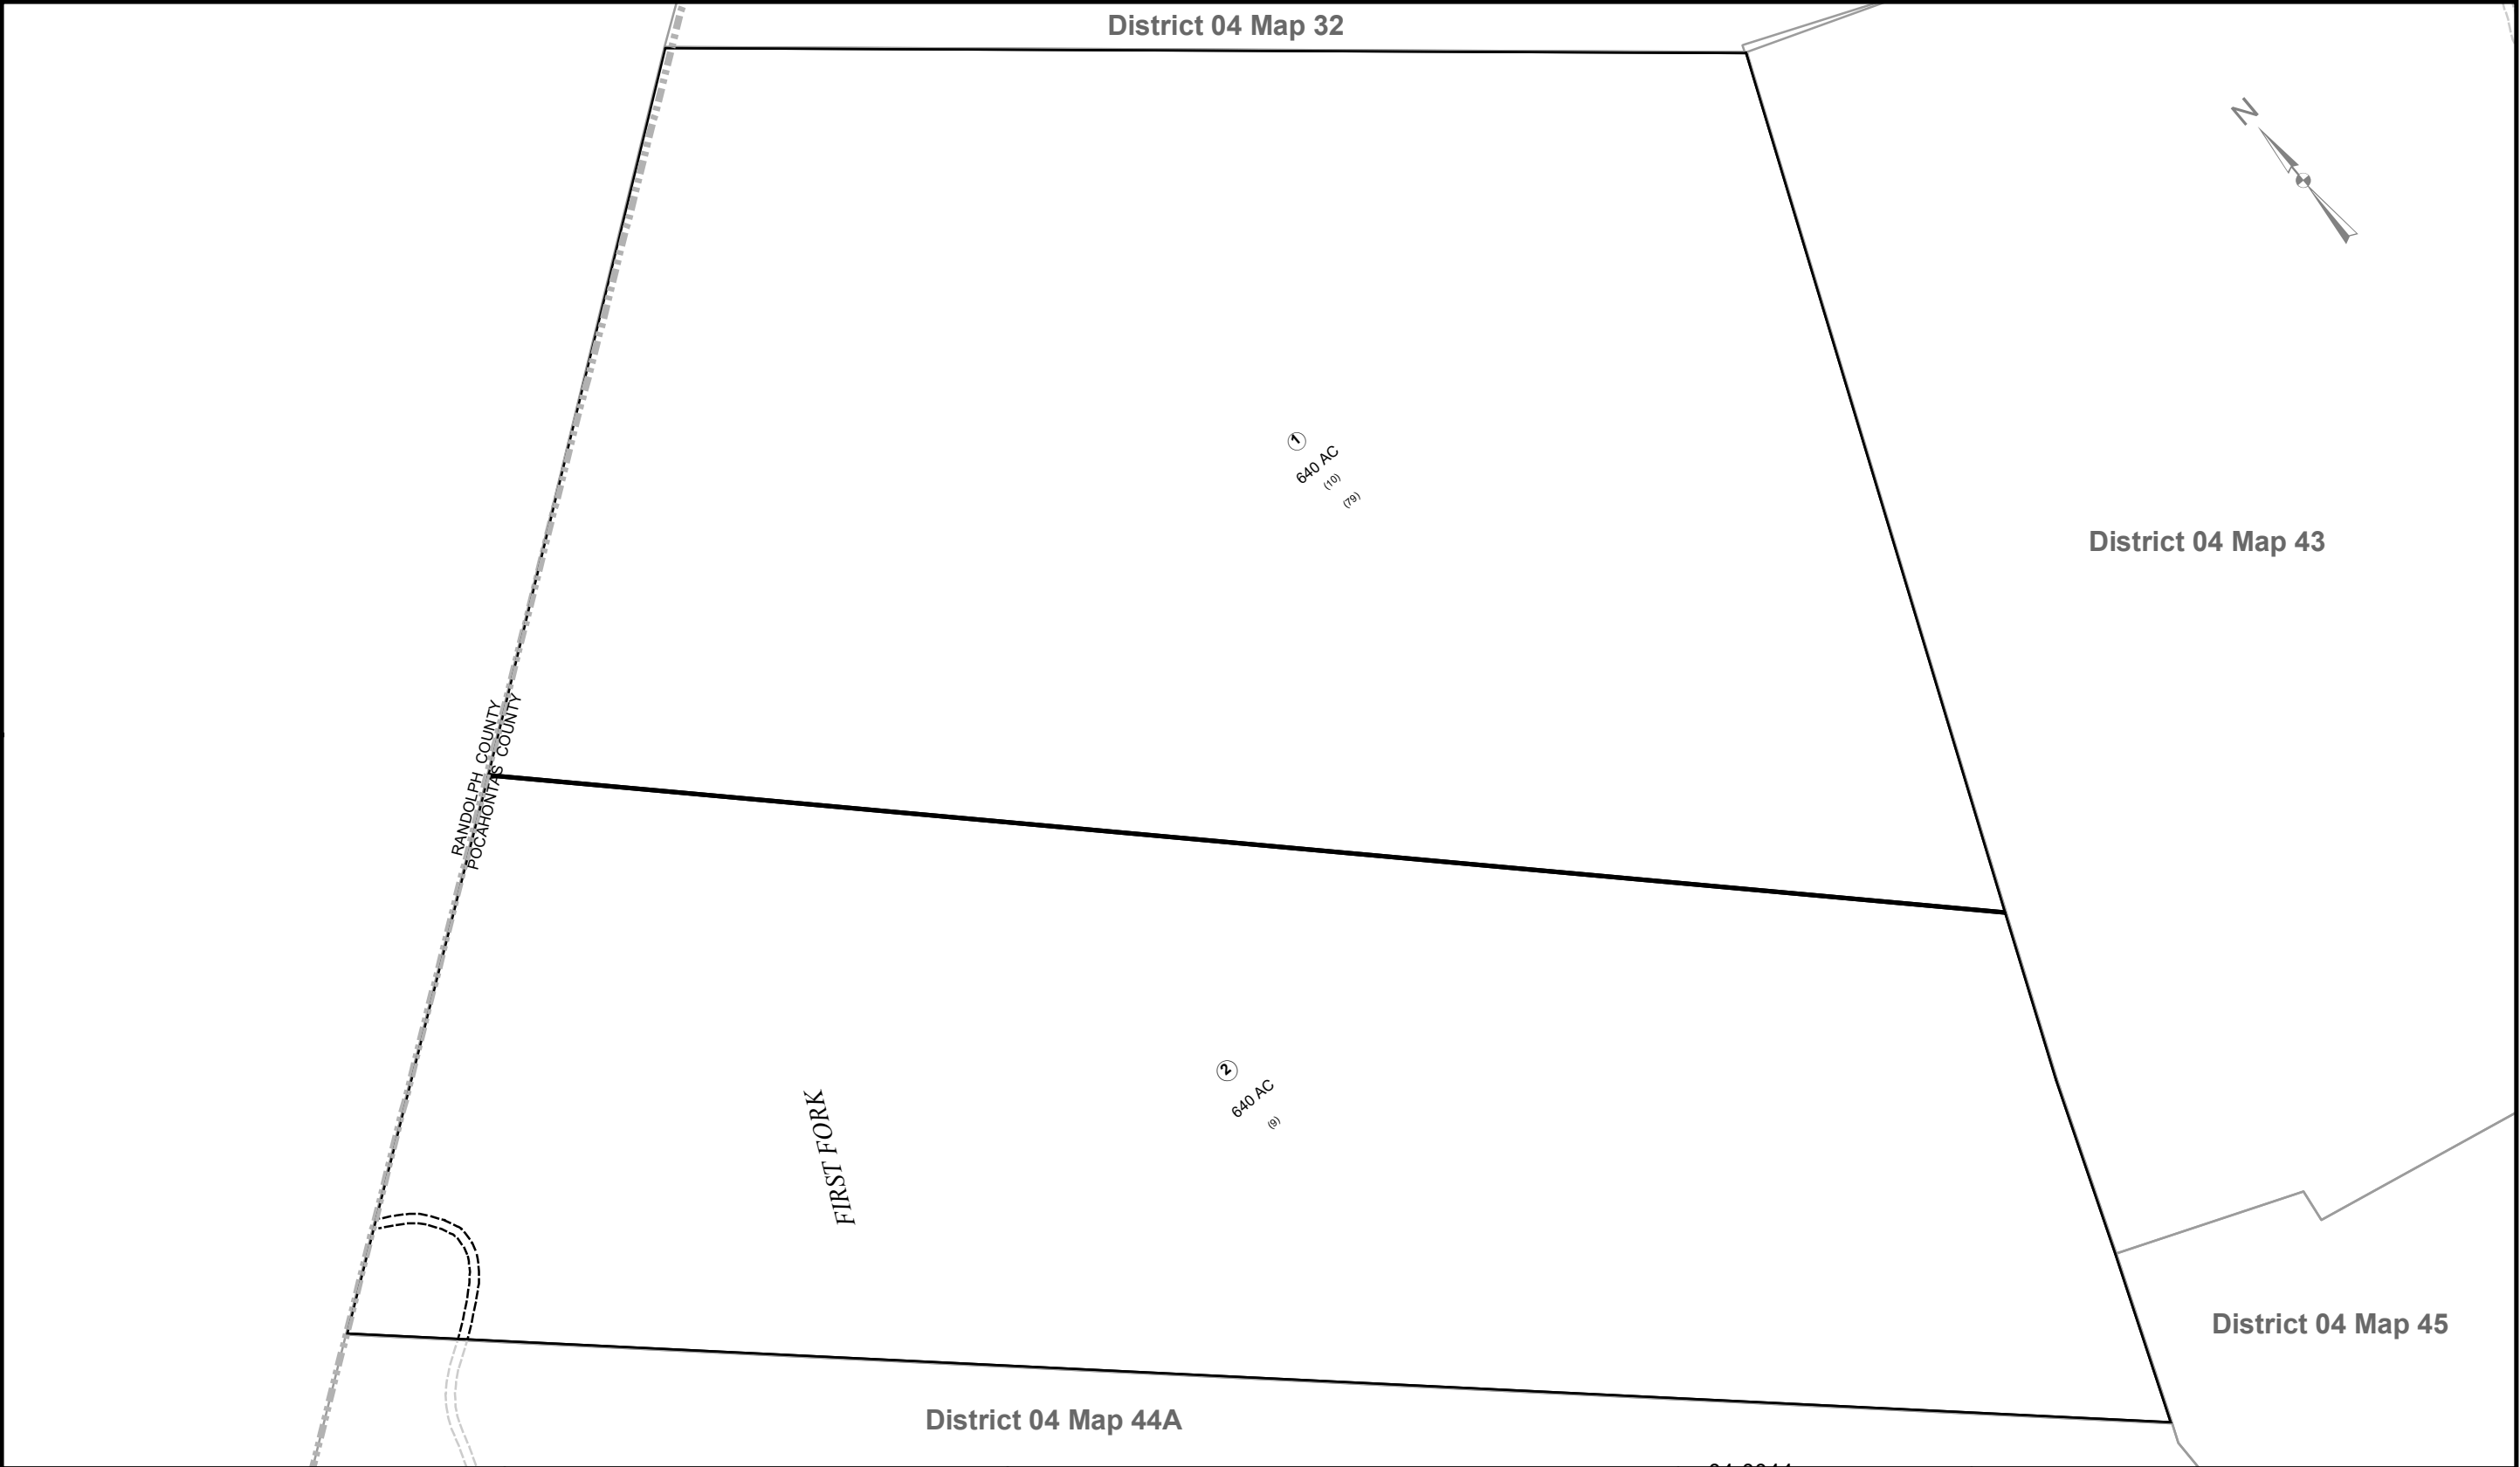 District 04 Map 32
N
1
640 AC
(10)
(79)
District 04 Map 43
RANDOLPH COUNTY
POCAHONTAS COUNTY
2
640 AC
(9)
FIRST FORK
District 04 Map 45
District 04 Map 44A